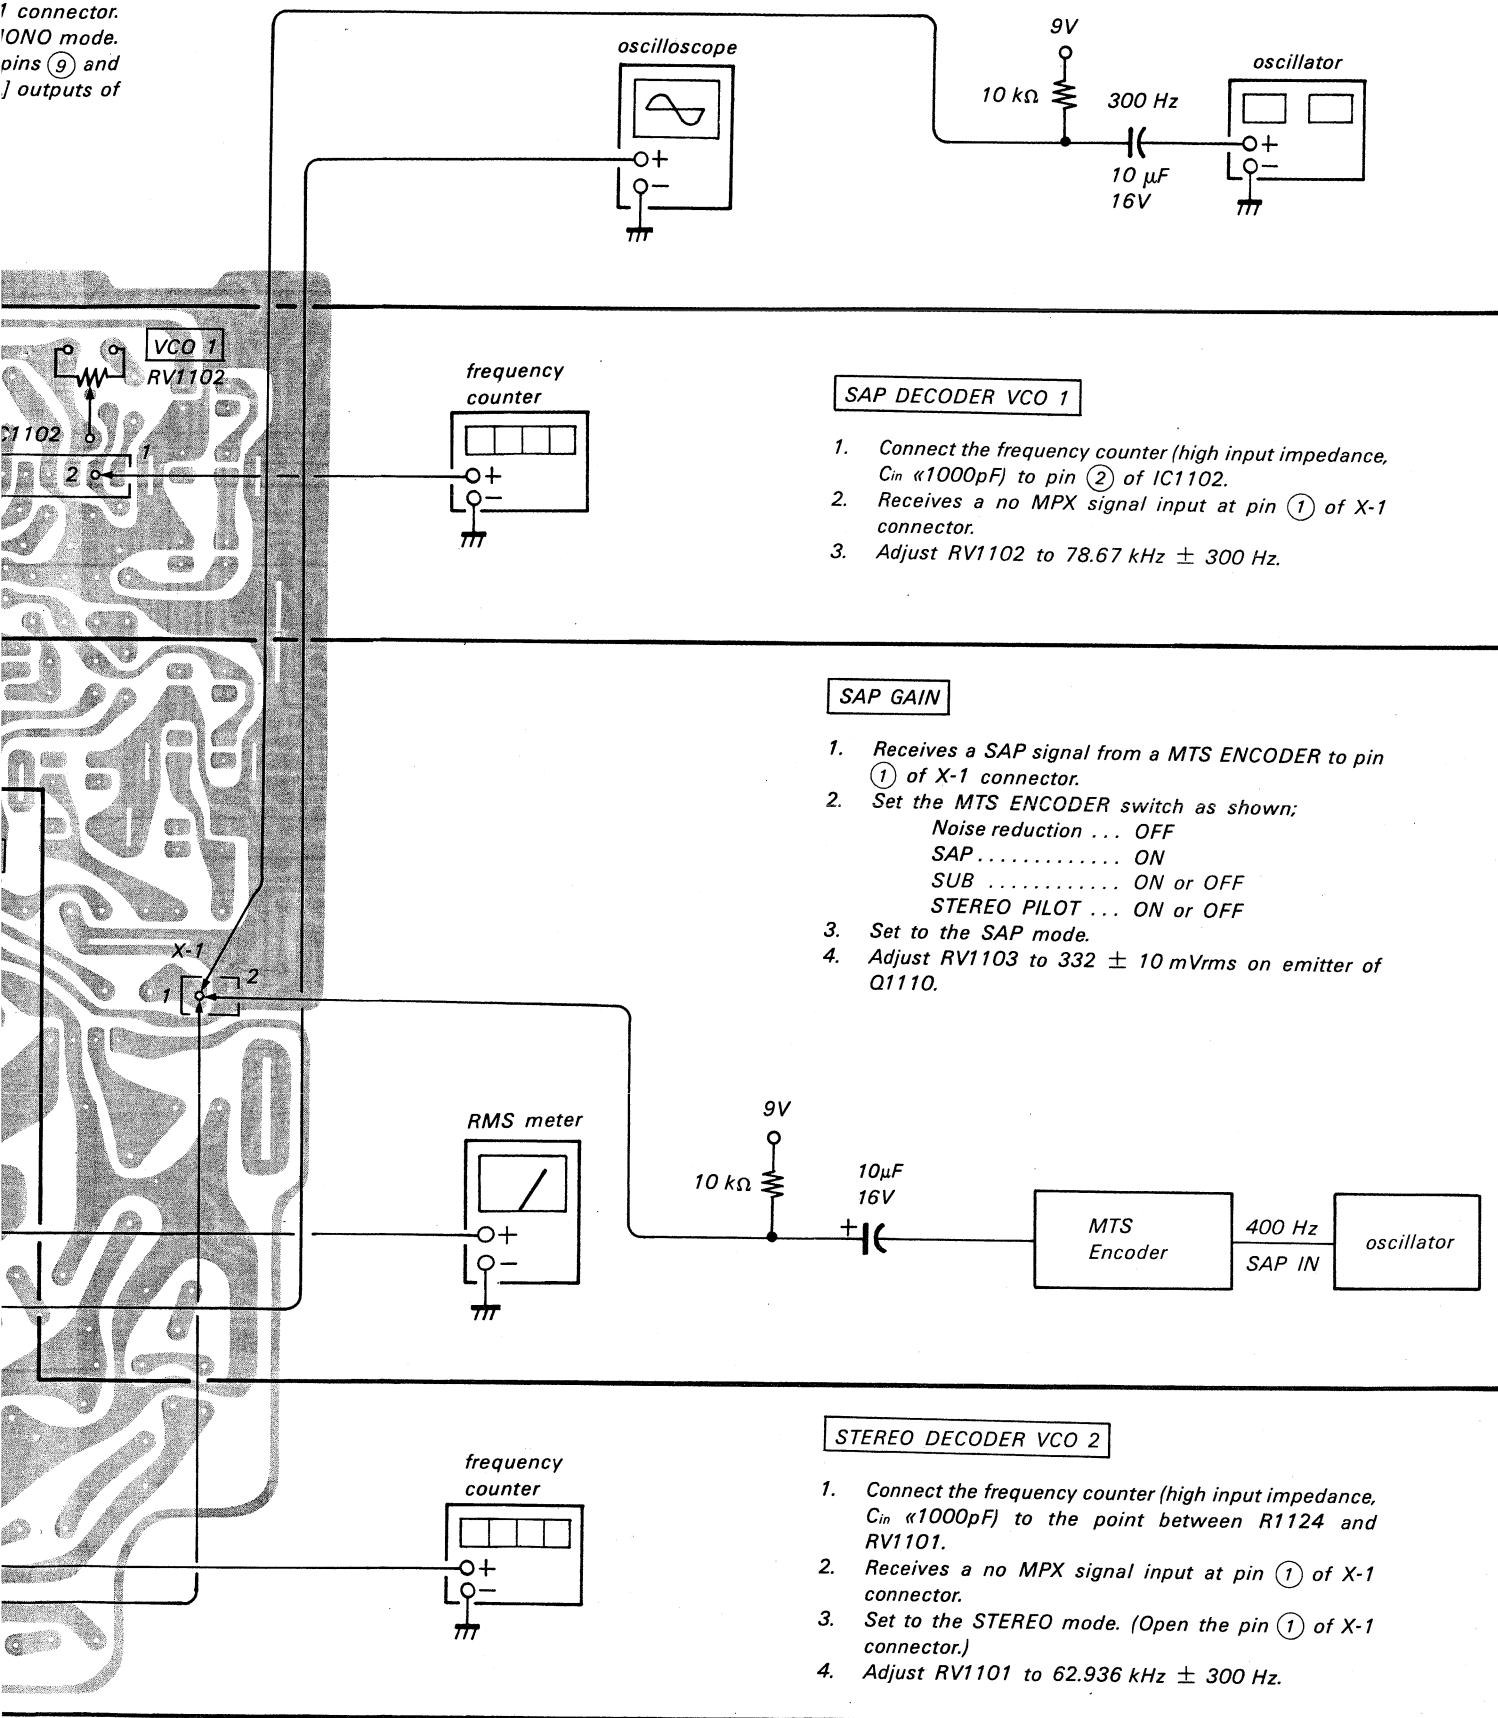 1 connector.
ONO mode.
pins ⑨ and
] outputs of
oscilloscope
+
−
9V
10 kΩ
300 Hz
10 μF
16V
oscillator
+
−
VCO 1
RV1102
C1102
1
2
frequency
counter
+
−
SAP DECODER VCO 1
1. Connect the frequency counter (high input impedance,
Cin «1000pF) to pin ② of IC1102.
2. Receives a no MPX signal input at pin ① of X-1
connector.
3. Adjust RV1102 to 78.67 kHz ± 300 Hz.
SAP GAIN
1. Receives a SAP signal from a MTS ENCODER to pin
① of X-1 connector.
2. Set the MTS ENCODER switch as shown;
Noise reduction ... OFF
SAP ............. ON
SUB ............ ON or OFF
STEREO PILOT ... ON or OFF
3. Set to the SAP mode.
4. Adjust RV1103 to 332 ± 10 mVrms on emitter of
Q1110.
X-1
1
2
RMS meter
+
−
9V
10 kΩ
10μF
16V
+
MTS
Encoder
400 Hz
SAP IN
oscillator
STEREO DECODER VCO 2
frequency
counter
+
−
1. Connect the frequency counter (high input impedance,
Cin «1000pF) to the point between R1124 and
RV1101.
2. Receives a no MPX signal input at pin ① of X-1
connector.
3. Set to the STEREO mode. (Open the pin ① of X-1
connector.)
4. Adjust RV1101 to 62.936 kHz ± 300 Hz.